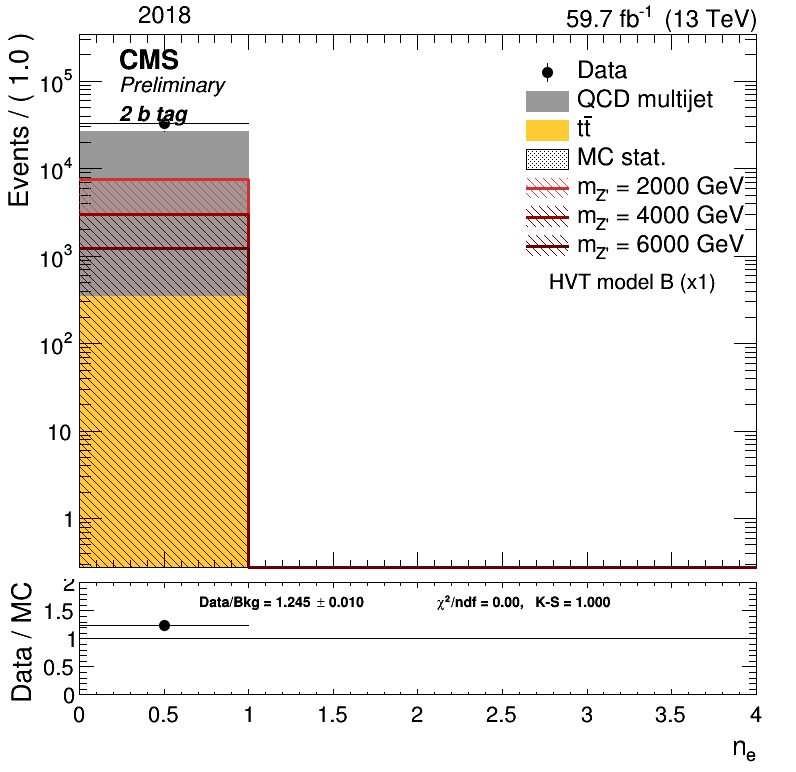 2018
59.7 fb⁻¹ (13 TeV)
CMS
Preliminary
2 b tag
Data
QCD multijet
tt̄
MC stat.
m_Z' = 2000 GeV
m_Z' = 4000 GeV
m_Z' = 6000 GeV
HVT model B (x1)
Events / ( 1.0 )
10⁵
10⁴
10³
10²
10
1
Data/Bkg = 1.245 ± 0.010
χ²/ndf = 0.00, K-S = 1.000
Data / MC
2
1.5
1
0.5
0
0 0.5 1 1.5 2 2.5 3 3.5 4
n_e